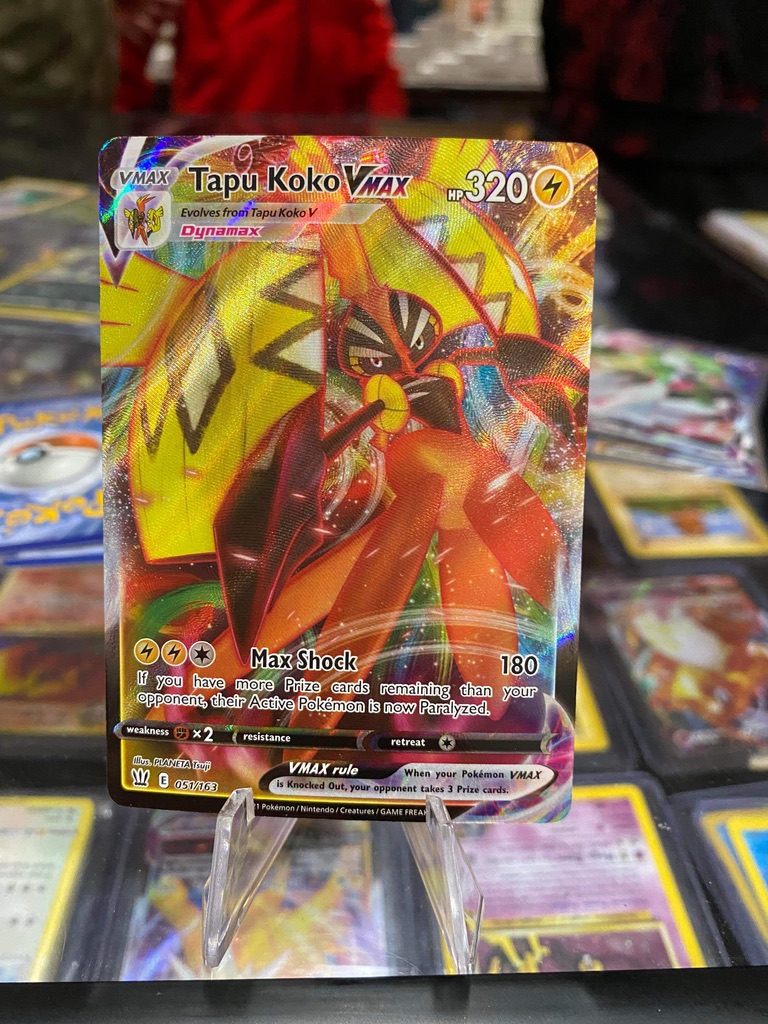 VMAX Tapu Koko VMAX HP 320
Evolves from Tapu Koko V
Dynamax
Max Shock 180
If you have more Prize cards remaining than your
opponent, their Active Pokémon is now Paralyzed.
weakness ×2 resistance retreat
Illus. PLANETA Tsuji
E 051/163
VMAX rule When your Pokémon VMAX
is Knocked Out, your opponent takes 3 Prize cards.
Pokémon / Nintendo / Creatures / GAME FREAK